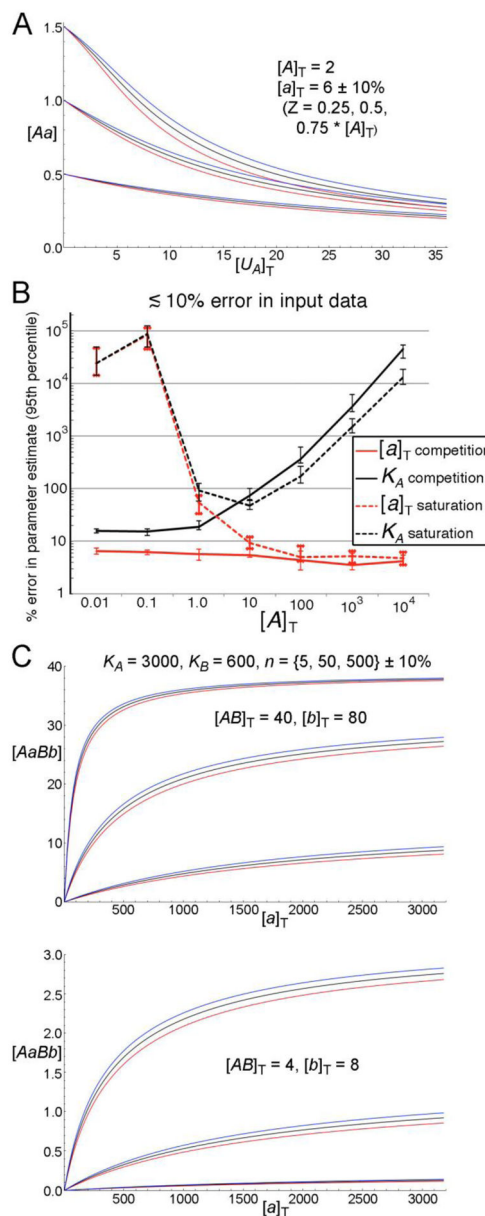 A
[A]T = 2
[a]T = 6 ± 10%
(Z = 0.25, 0.5,
0.75 * [A]T)
[Aa]
1.5
1.0
0.5
0.0
5 10 15 20 25 30 35
[UA]T
B
≲ 10% error in input data
% error in parameter estimate (95th percentile)
10^5
10^4
10^3
100
10
1
[a]T competition
KA competition
[a]T saturation
KA saturation
0.01 0.1 1.0 10 100 10^3 10^4
[A]T
C
KA = 3000, KB = 600, n = {5, 50, 500} ± 10%
[AB]T = 40, [b]T = 80
[AaBb]
40
30
20
10
0
500 1000 1500 2000 2500 3000
[a]T
3.0
2.5
2.0
1.5
1.0
0.5
0.0
[AaBb]
[AB]T = 4, [b]T = 8
500 1000 1500 2000 2500 3000
[a]T